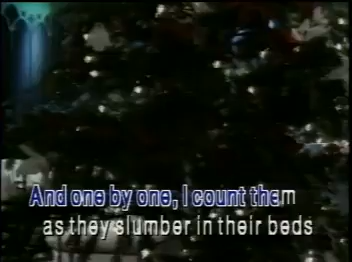 And one by one, I count them
as they slumber in their beds